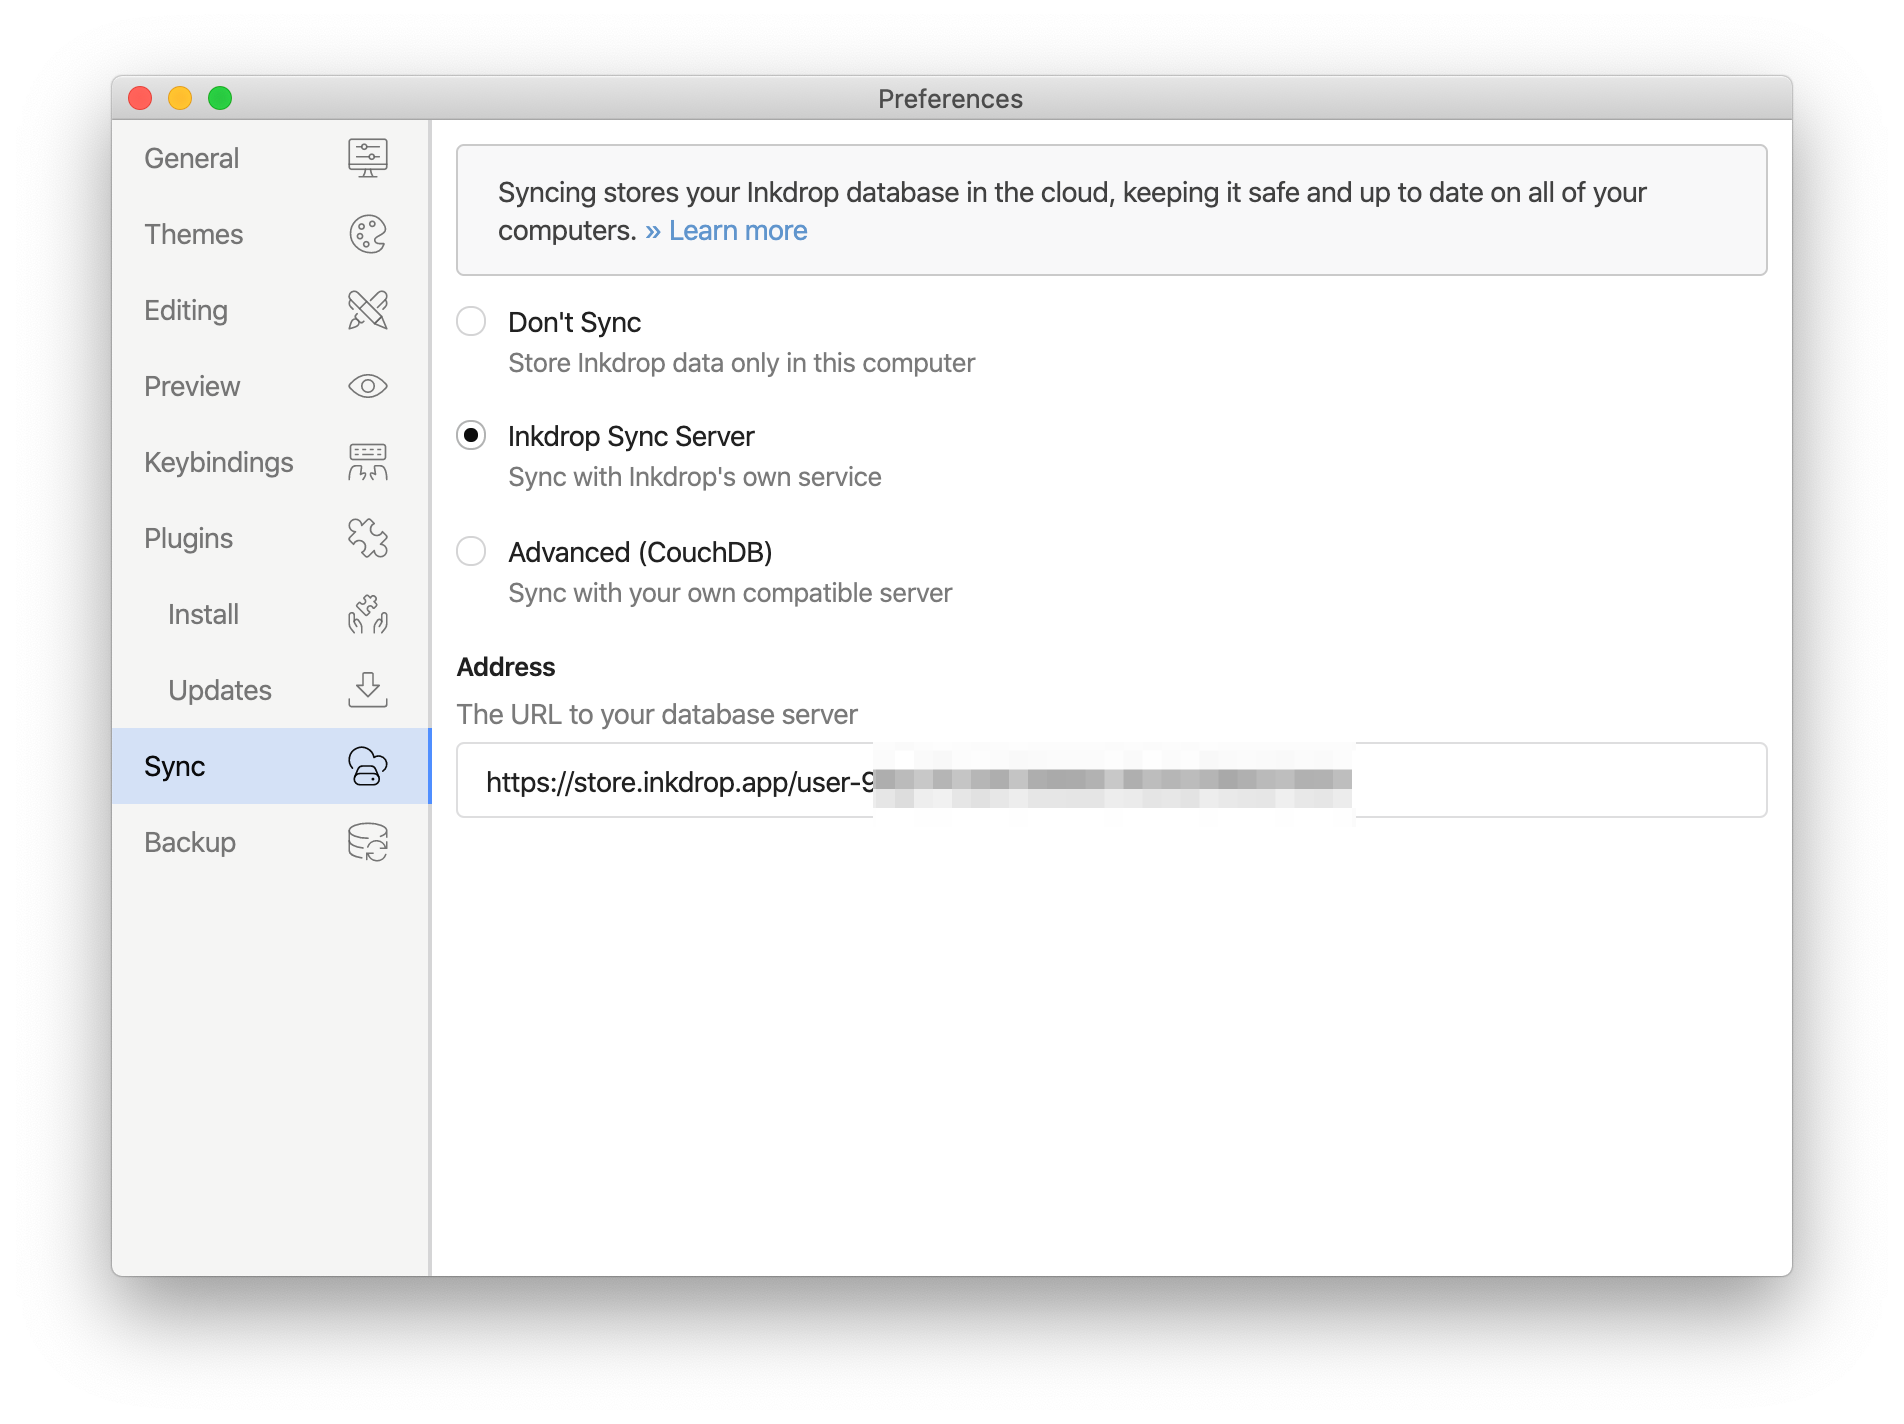 Preferences
General
Themes
Editing
Preview
Keybindings
Plugins
Install
Updates
Sync
Backup
Syncing stores your Inkdrop database in the cloud, keeping it safe and up to date on all of your
computers. » Learn more
Don't Sync
Store Inkdrop data only in this computer
Inkdrop Sync Server
Sync with Inkdrop's own service
Advanced (CouchDB)
Sync with your own compatible server
Address
The URL to your database server
https://store.inkdrop.app/user-9